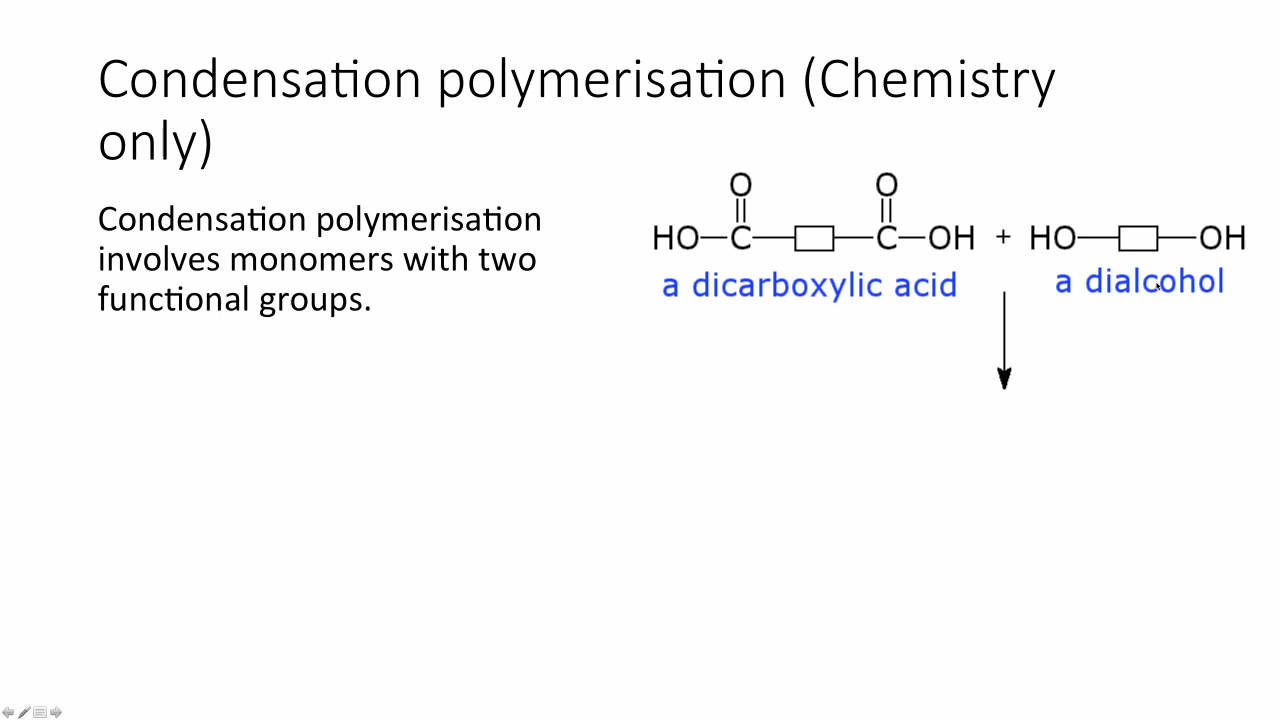 Condensation polymerisation (Chemistry
only)
Condensation polymerisation
involves monomers with two
functional groups.
O O
HO C C OH + HO OH
a dicarboxylic acid a dialcohol